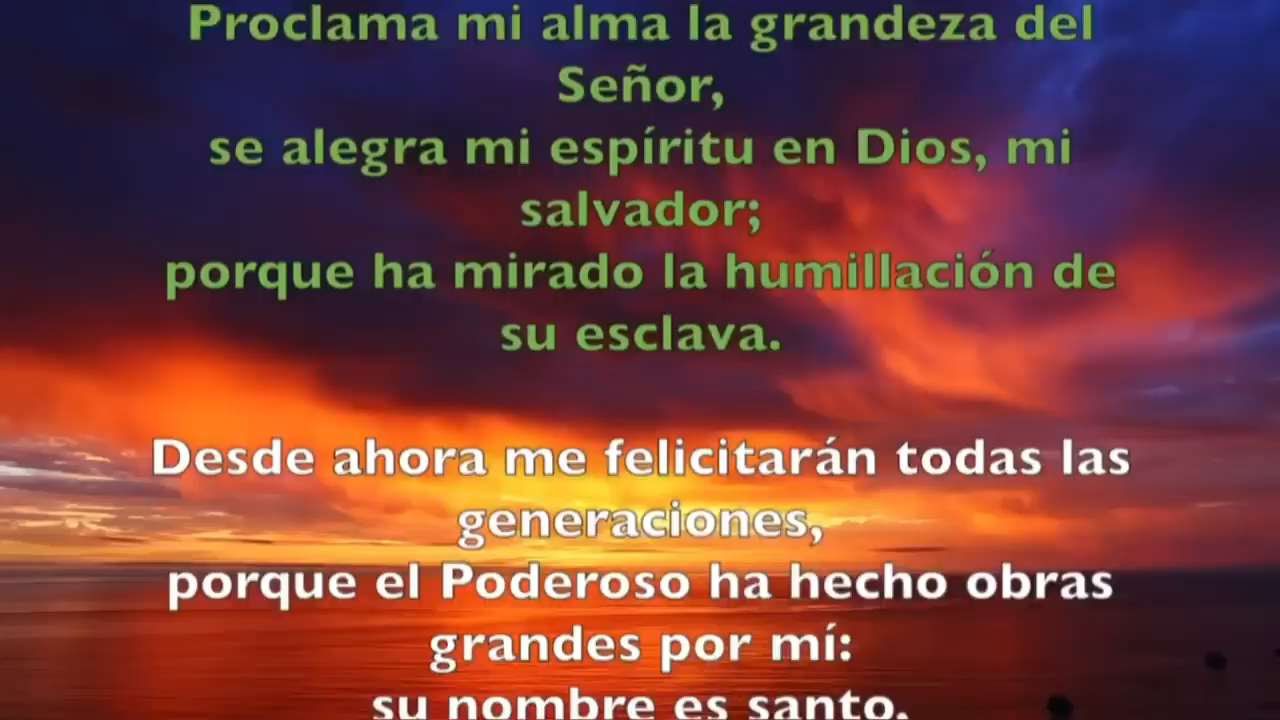 Proclama mi alma la grandeza del
Señor,
se alegra mi espíritu en Dios, mi
salvador;
porque ha mirado la humillación de
su esclava.
Desde ahora me felicitarán todas las
generaciones,
porque el Poderoso ha hecho obras
grandes por mí:
su nombre es santo.